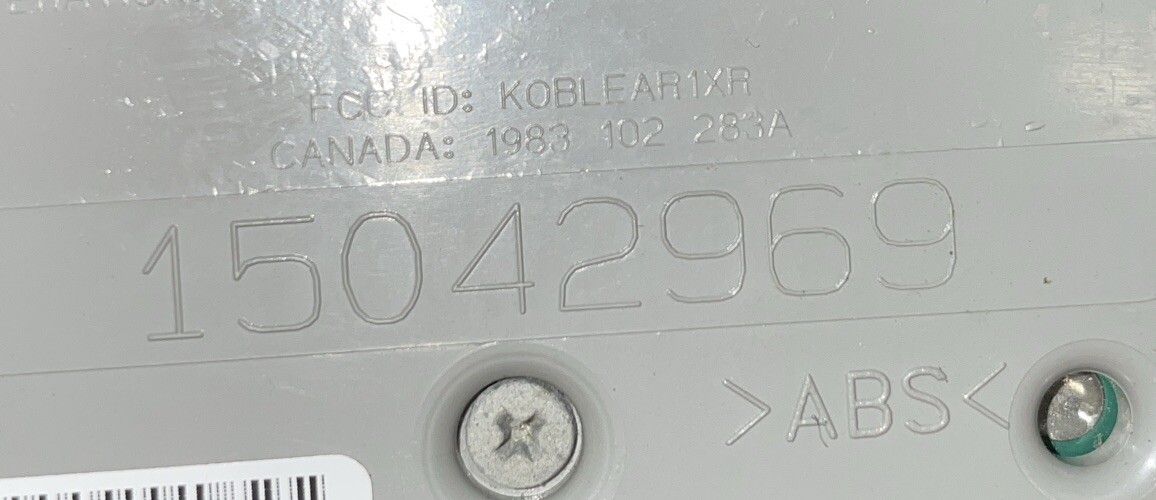 FCC ID: KOBLEAR1XR
CANADA: 1983 102 283A
15042969
>ABS<